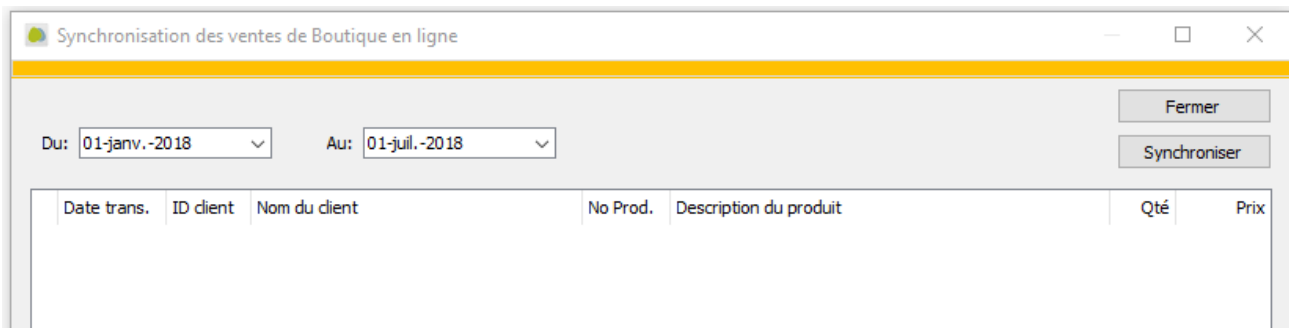 Synchronisation des ventes de Boutique en ligne
Fermer
Du: 01-janv.-2018 Au: 01-juil.-2018
Synchroniser
Date trans. ID client Nom du client No Prod. Description du produit Qté Prix